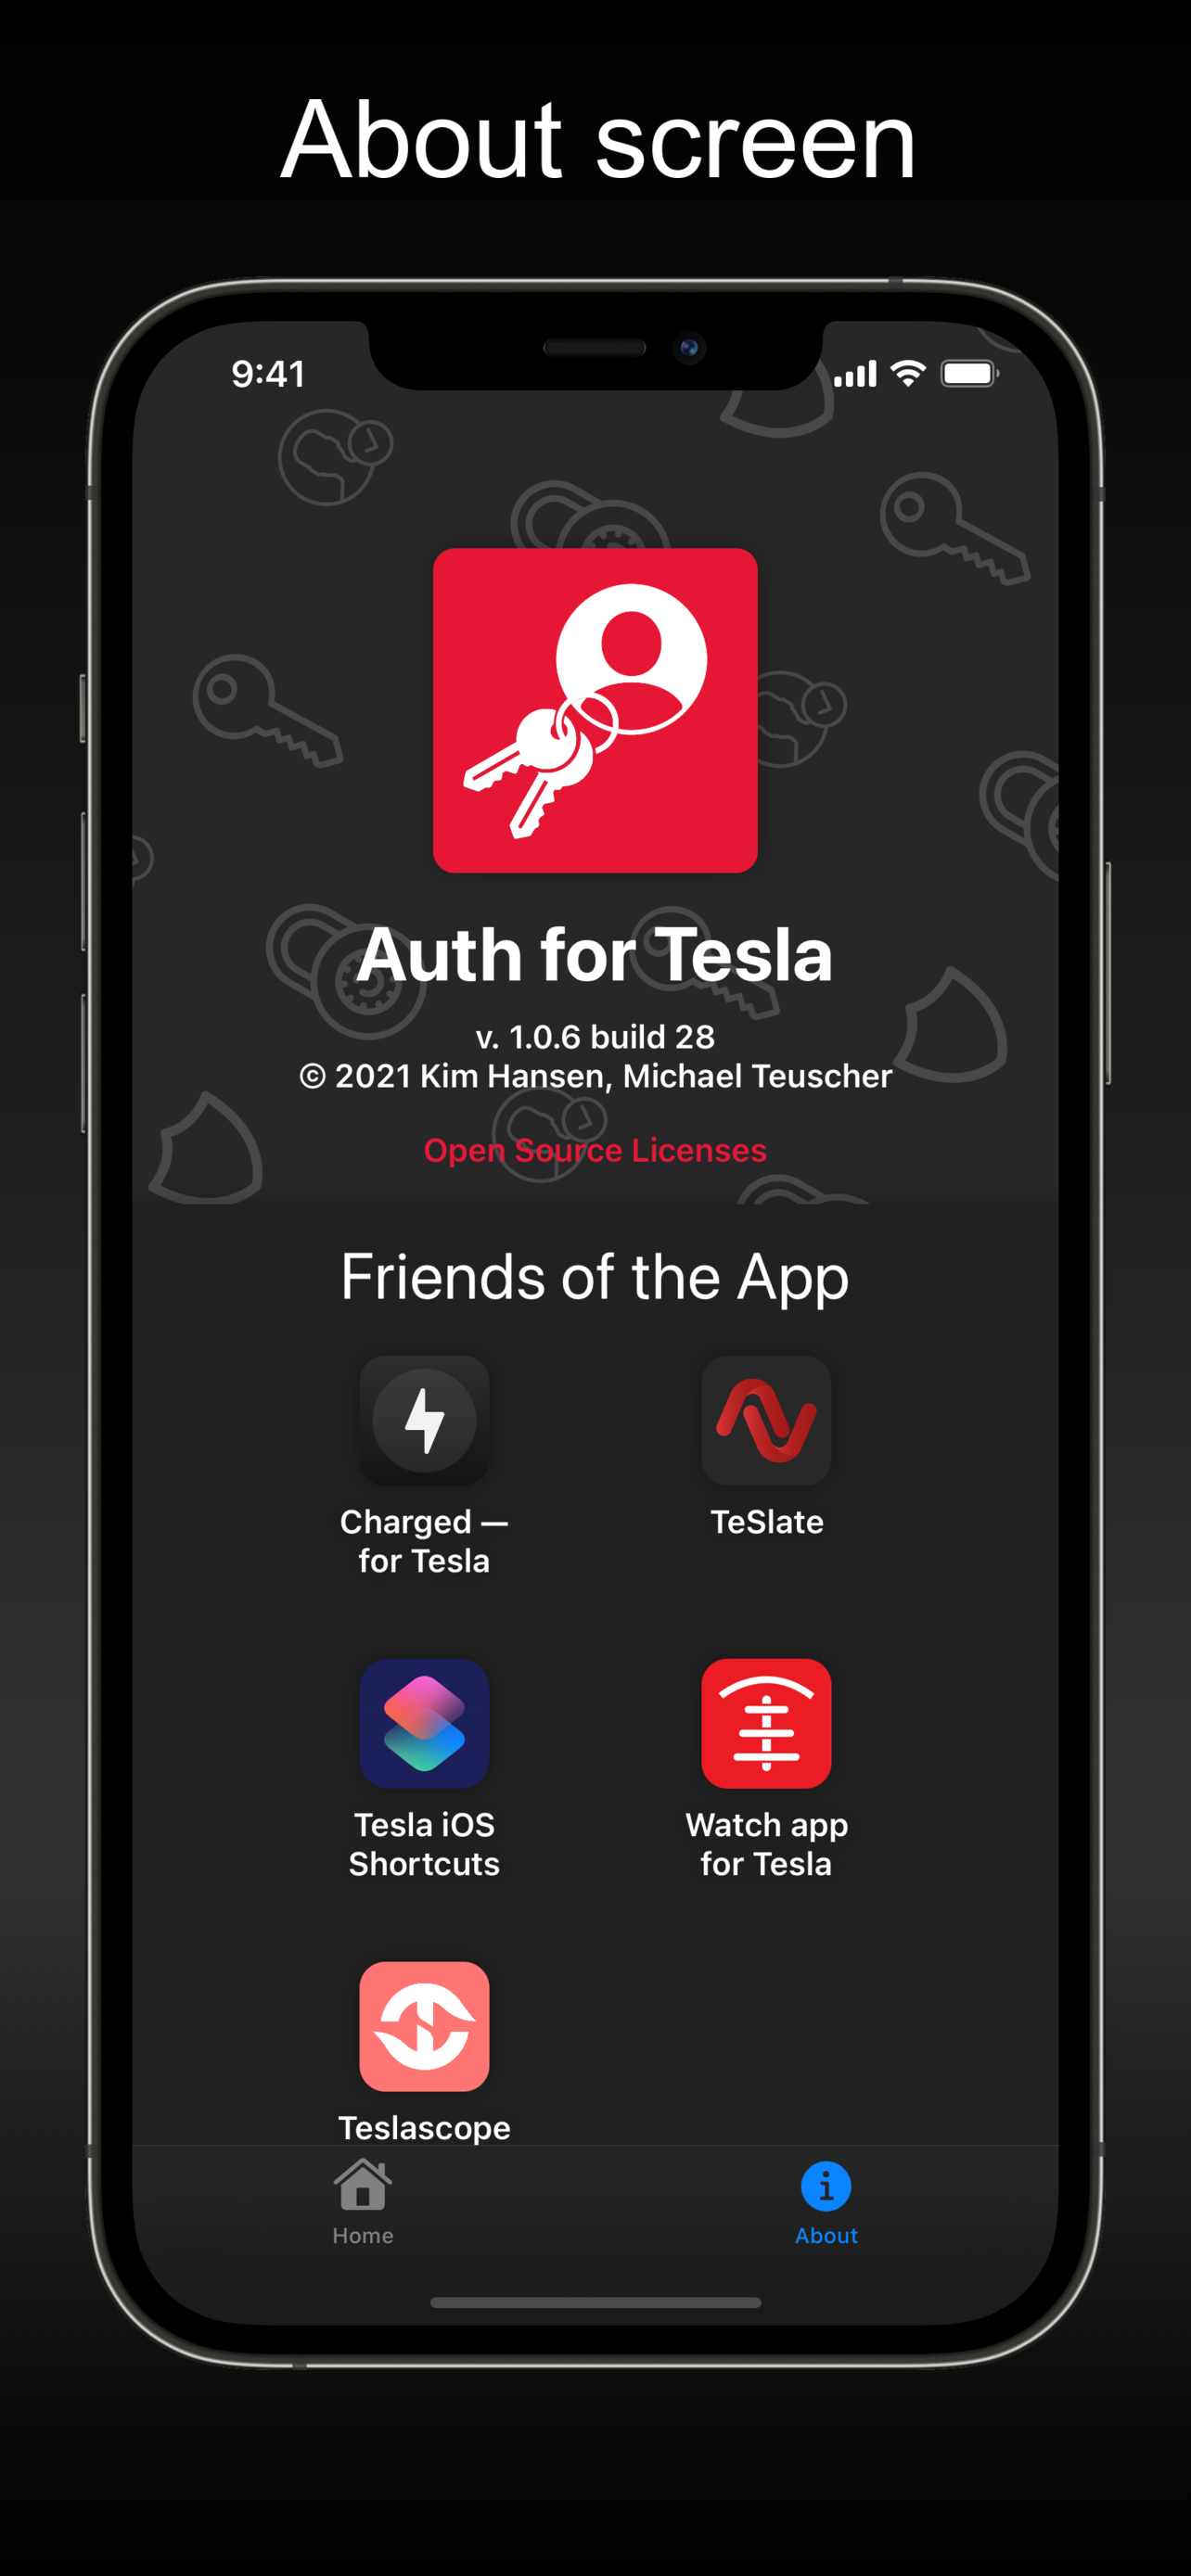 About screen
9:41
Auth for Tesla
v. 1.0.6 build 28
© 2021 Kim Hansen, Michael Teuscher
Open Source Licenses
Friends of the App
Charged —
for Tesla
TeSlate
Tesla iOS
Shortcuts
Watch app
for Tesla
Teslascope
Home
About